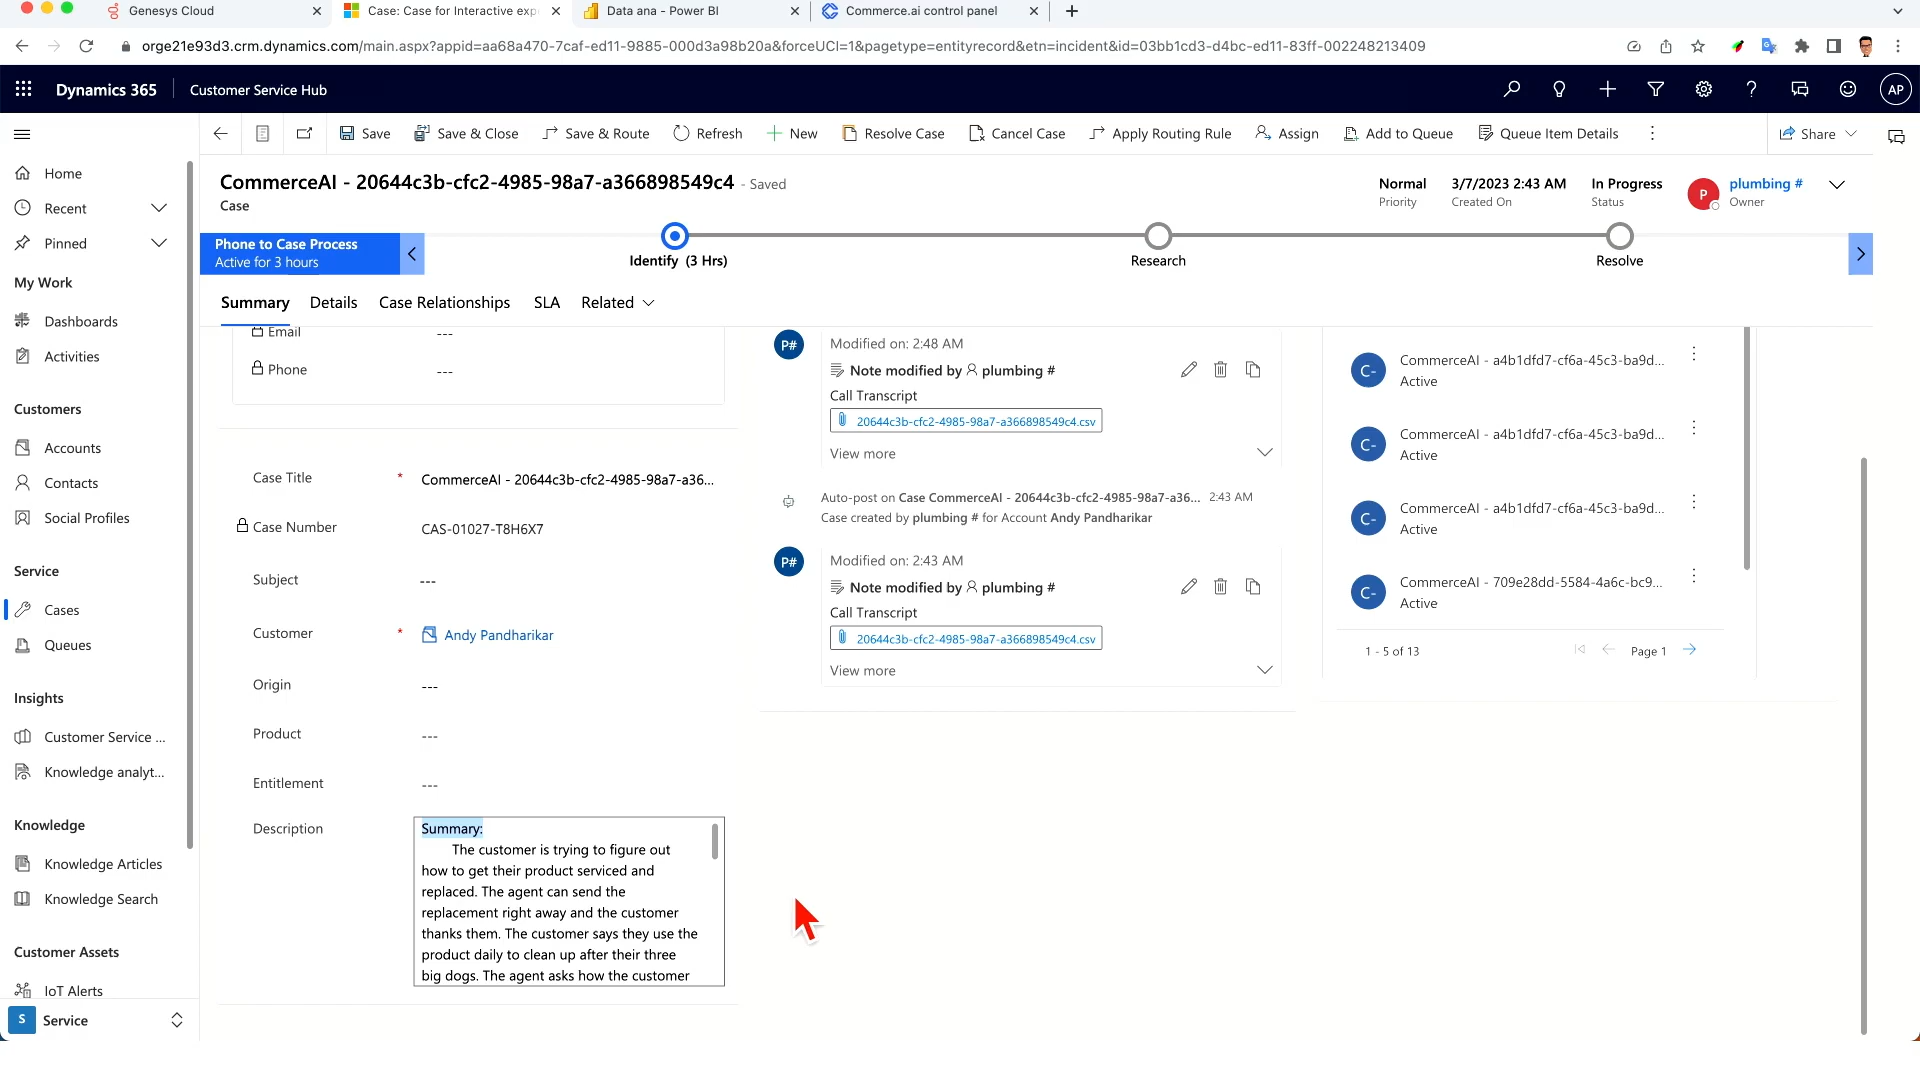 Genesys Cloud
Case: Case for Interactive exp
Data ana - Power BI
Commerce.ai control panel
orge21e93d3.crm.dynamics.com/main.aspx?appid=aa68a470-7caf-ed11-9885-000d3a98b20a&forceUCI=1&pagetype=entityrecord&etn=incident&id=03bb1cd3-d4bc-ed11-83ff-002248213409
Dynamics 365
Customer Service Hub
AP
Save
Save & Close
Save & Route
Refresh
New
Resolve Case
Cancel Case
Apply Routing Rule
Assign
Add to Queue
Queue Item Details
Share
Home
Recent
Pinned
My Work
Dashboards
Activities
Customers
Accounts
Contacts
Social Profiles
Service
Cases
Queues
Insights
Customer Service ...
Knowledge analyt...
Knowledge
Knowledge Articles
Knowledge Search
Customer Assets
IoT Alerts
S
Service
CommerceAI - 20644c3b-cfc2-4985-98a7-a366898549c4 - Saved
Case
Normal
Priority
3/7/2023 2:43 AM
Created On
In Progress
Status
P
plumbing #
Owner
Phone to Case Process
Active for 3 hours
Identify (3 Hrs)
Research
Resolve
Summary
Details
Case Relationships
SLA
Related
Email
---
Phone
---
Case Title
*
CommerceAI - 20644c3b-cfc2-4985-98a7-a36...
Case Number
CAS-01027-T8H6X7
Subject
---
Customer
*
Andy Pandharikar
Origin
---
Product
---
Entitlement
---
Description
Summary:
The customer is trying to figure out
how to get their product serviced and
replaced. The agent can send the
replacement right away and the customer
thanks them. The customer says they use the
product daily to clean up after their three
big dogs. The agent asks how the customer
P#
Modified on: 2:48 AM
Note modified by plumbing #
Call Transcript
20644c3b-cfc2-4985-98a7-a366898549c4.csv
View more
Auto-post on Case CommerceAI - 20644c3b-cfc2-4985-98a7-a36... 2:43 AM
Case created by plumbing # for Account Andy Pandharikar
P#
Modified on: 2:43 AM
Note modified by plumbing #
Call Transcript
20644c3b-cfc2-4985-98a7-a366898549c4.csv
View more
C-
CommerceAI - a4b1dfd7-cf6a-45c3-ba9d...
Active
C-
CommerceAI - a4b1dfd7-cf6a-45c3-ba9d...
Active
C-
CommerceAI - a4b1dfd7-cf6a-45c3-ba9d...
Active
C-
CommerceAI - 709e28dd-5584-4a6c-bc9...
Active
1 - 5 of 13
Page 1